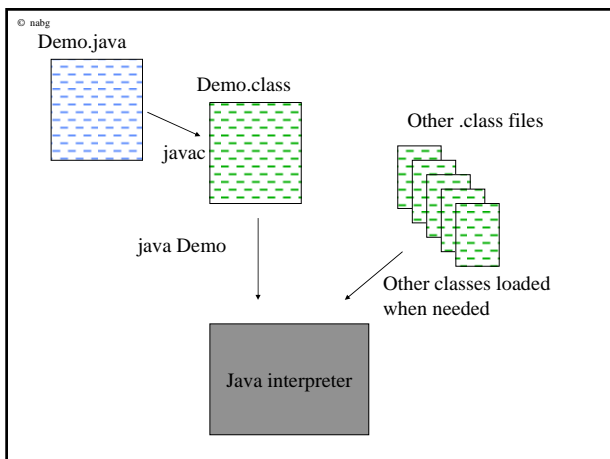 © nabg
Demo.java
Demo.class
javac
Other .class files
java Demo
Other classes loaded
when needed
Java interpreter